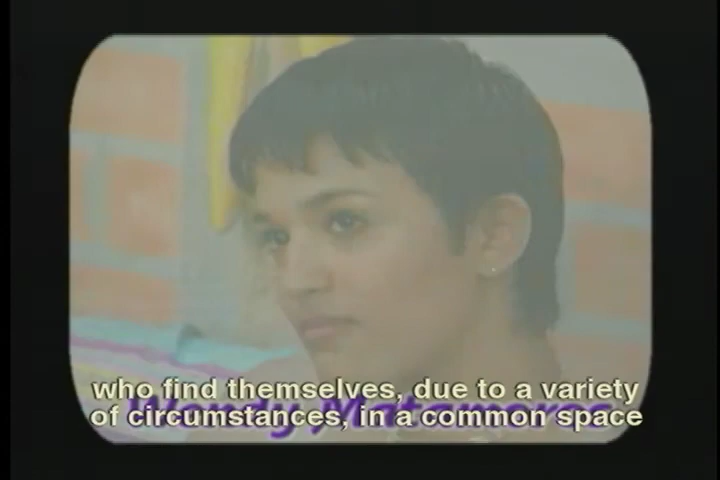 who find themselves, due to a variety
of circumstances, in a common space